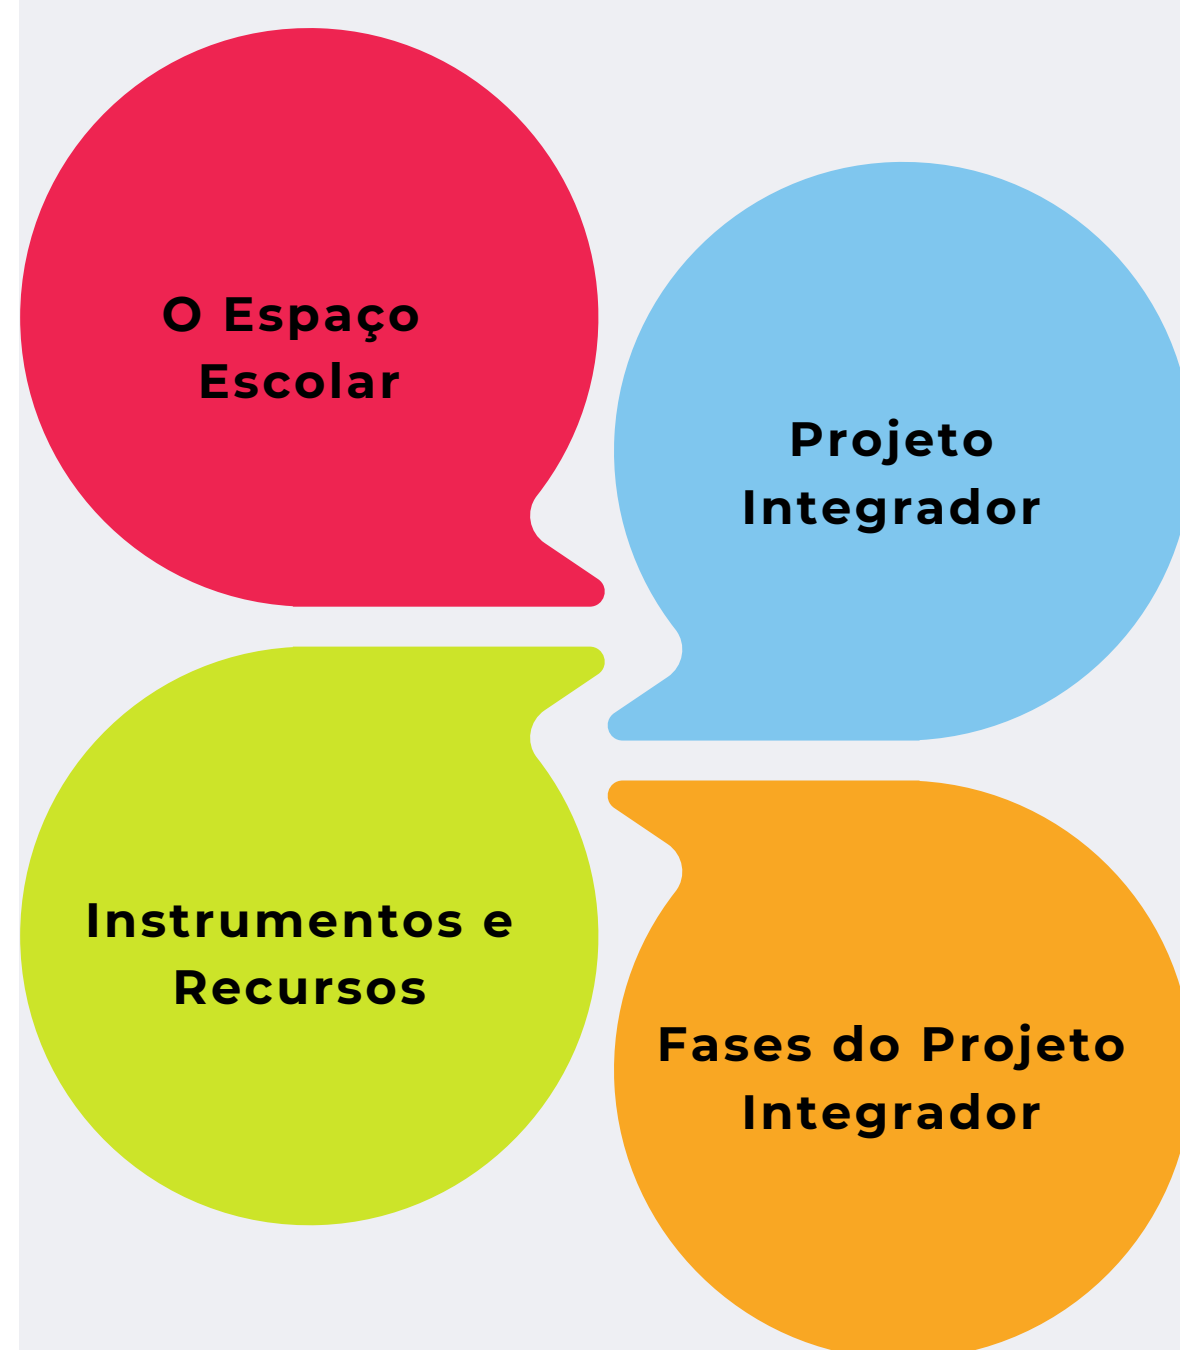 O Espaço
Escolar
Projeto
Integrador
Instrumentos e
Recursos
Fases do Projeto
Integrador